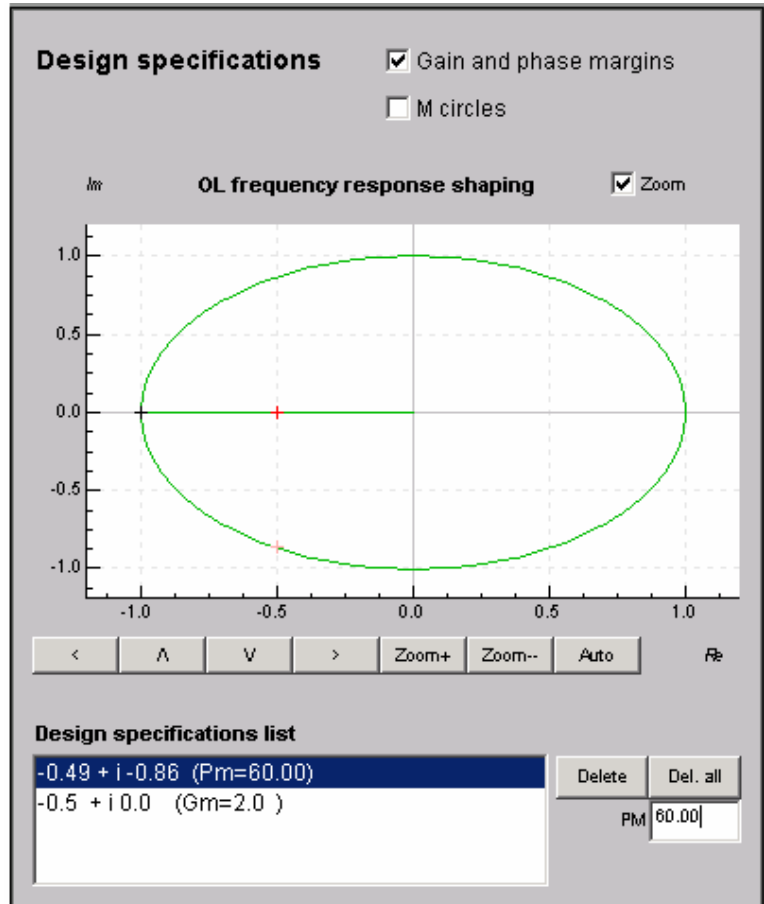 Design specifications
Gain and phase margins
M circles
Im OL frequency response shaping Zoom
1.0
0.5
0.0
-0.5
-1.0
-1.0 -0.5 0.0 0.5 1.0
< Λ V > Zoom+ Zoom-- Auto Re
Design specifications list
-0.49 + i -0.86 (Pm=60.00) Delete Del. all
-0.5 + i 0.0 (Gm=2.0 ) PM 60.00